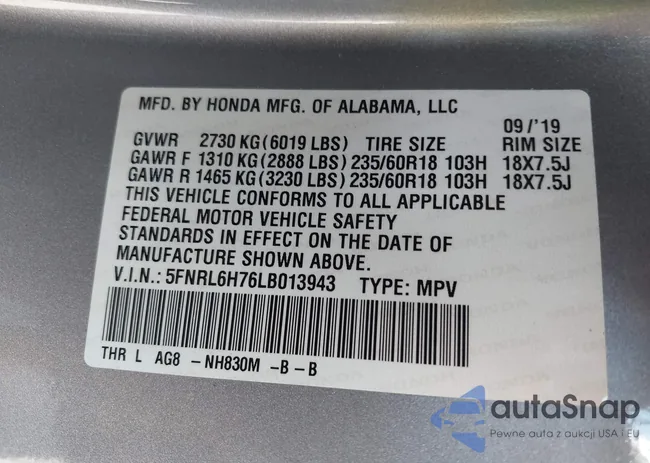 MFD. BY HONDA MFG. OF ALABAMA, LLC
09/'19
GVWR 2730 KG(6019 LBS) TIRE SIZE RIM SIZE
GAWR F 1310 KG(2888 LBS)235/60R18 103H 18X7.5J
GAWR R 1465 KG(3230 LBS)235/60R18 103H 18X7.5J
THIS VEHICLE CONFORMS TO ALL APPLICABLE
FEDERAL MOTOR VEHICLE SAFETY
STANDARDS IN EFFECT ON THE DATE OF
MANUFACTURE SHOWN ABOVE.
V.I.N.: 5FNRL6H76LB013943 TYPE: MPV
THR L AG8 -NH830M -B -B
autaSnap
Pewne auta z aukcji USA i EU